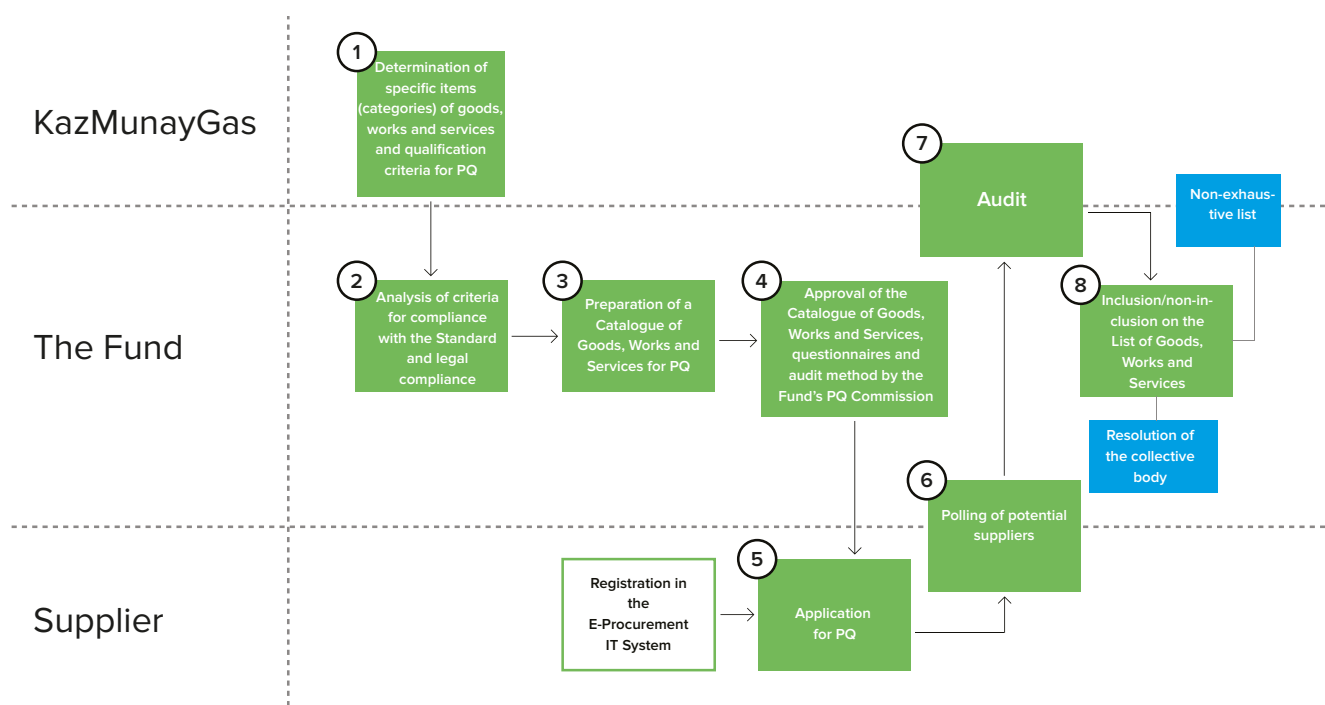 KazMunayGas
1
Determination of
specific items
(categories) of goods,
works and services
and qualification
criteria for PQ
7
Audit
Non-exhaus-
tive list
The Fund
2
Analysis of criteria
for compliance
with the Standard
and legal
compliance
3
Preparation of a
Catalogue of
Goods, Works and
Services for PQ
4
Approval of the
Catalogue of Goods,
Works and Services,
questionnaires and
audit method by the
Fund’s PQ Commission
8
Inclusion/non-in-
clusion on the
List of Goods,
Works and
Services
Resolution of
the collective
body
6
Polling of potential
suppliers
Supplier
Registration in
the
E-Procurement
IT System
5
Application
for PQ